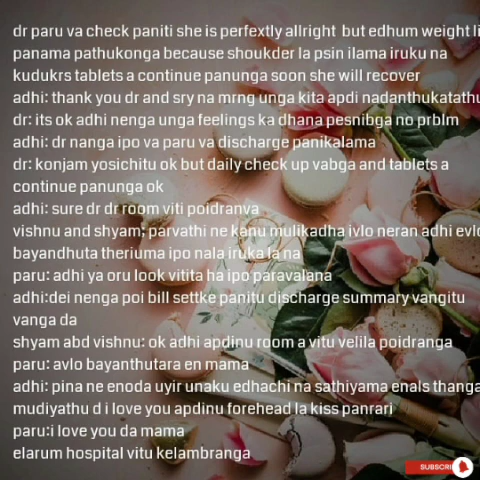 dr paru va check paniti she is perfextly allright  but edhum weight li
panama pathukonga because shoukder la psin ilama iruku na
kudukrs tablets a continue panunga soon she will recover
adhi: thank you dr and sry na mrng unga kita apdi nadanthukatathu
dr: its ok adhi nenga unga feelings ka dhana pesnibga no prblm
adhi: dr nanga ipo va paru va discharge panikalama
dr: konjam yosichitu ok but daily check up vabga and tablets a
continue panunga ok
adhi: sure dr dr room viti poidranva
vishnu and shyam; parvathi ne kanu mulikadha ivlo neran adhi evlo
bayandhuta theriuma ipo nala iruka la na
paru: adhi ya oru look vitita ha ipo paravalana
adhi:dei nenga poi bill settke panitu discharge summary vangitu
vanga da
shyam abd vishnu: ok adhi apdinu room a vitu velila poidranga
paru: avlo bayanthutara en mama
adhi: pina ne enoda uyir unaku edhachi na sathiyama enals thanga
mudiyathu d i love you apdinu forehead la kiss panrari
paru:i love you da mama
elarum hospital vitu kelambranga
SUBSCRI